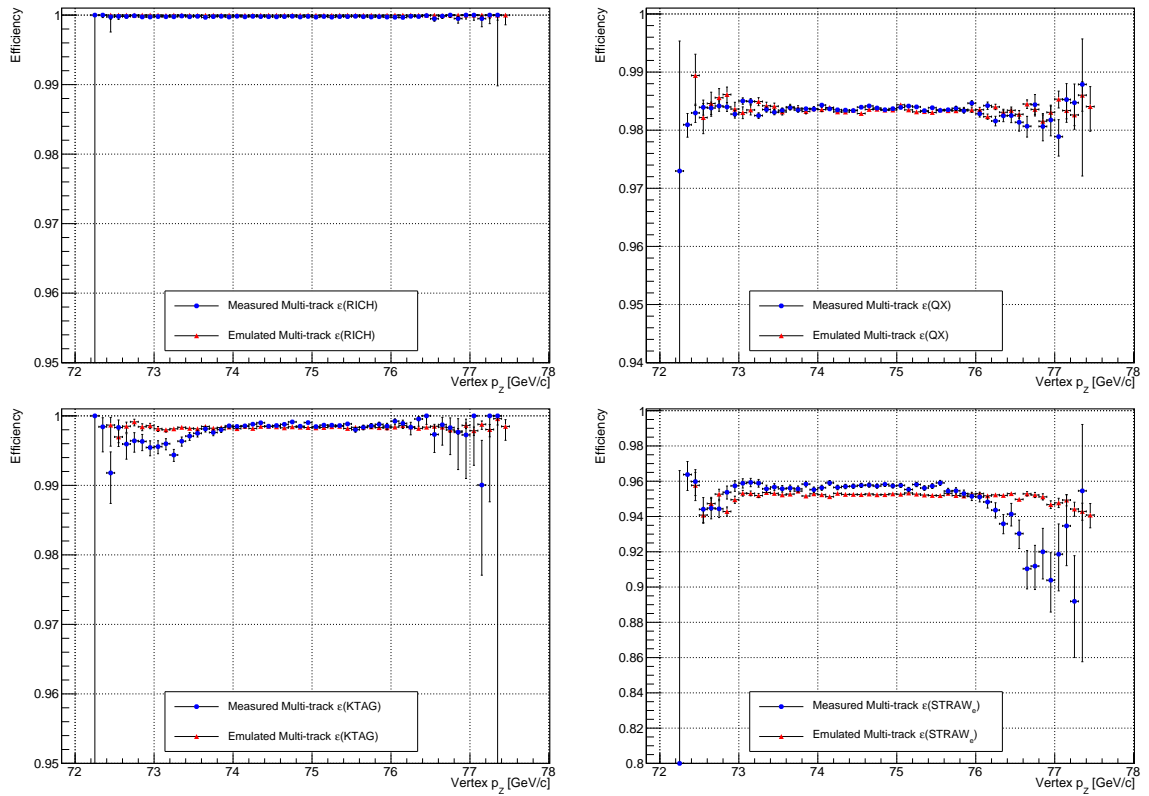 Efficiency
1
0.99
0.98
0.97
0.96
0.95
Measured Multi-track ε(RICH)
Emulated Multi-track ε(RICH)
72 73 74 75 76 77 78
Vertex p_Z [GeV/c]
Efficiency
1
0.99
0.98
0.97
0.96
0.95
0.94
Measured Multi-track ε(QX)
Emulated Multi-track ε(QX)
72 73 74 75 76 77 78
Vertex p_Z [GeV/c]
Efficiency
1
0.99
0.98
0.97
0.96
0.95
Measured Multi-track ε(KTAG)
Emulated Multi-track ε(KTAG)
72 73 74 75 76 77 78
Vertex p_Z [GeV/c]
Efficiency
1
0.98
0.96
0.94
0.92
0.9
0.88
0.86
0.84
0.82
0.8
Measured Multi-track ε(STRAW_e)
Emulated Multi-track ε(STRAW_e)
72 73 74 75 76 77 78
Vertex p_Z [GeV/c]